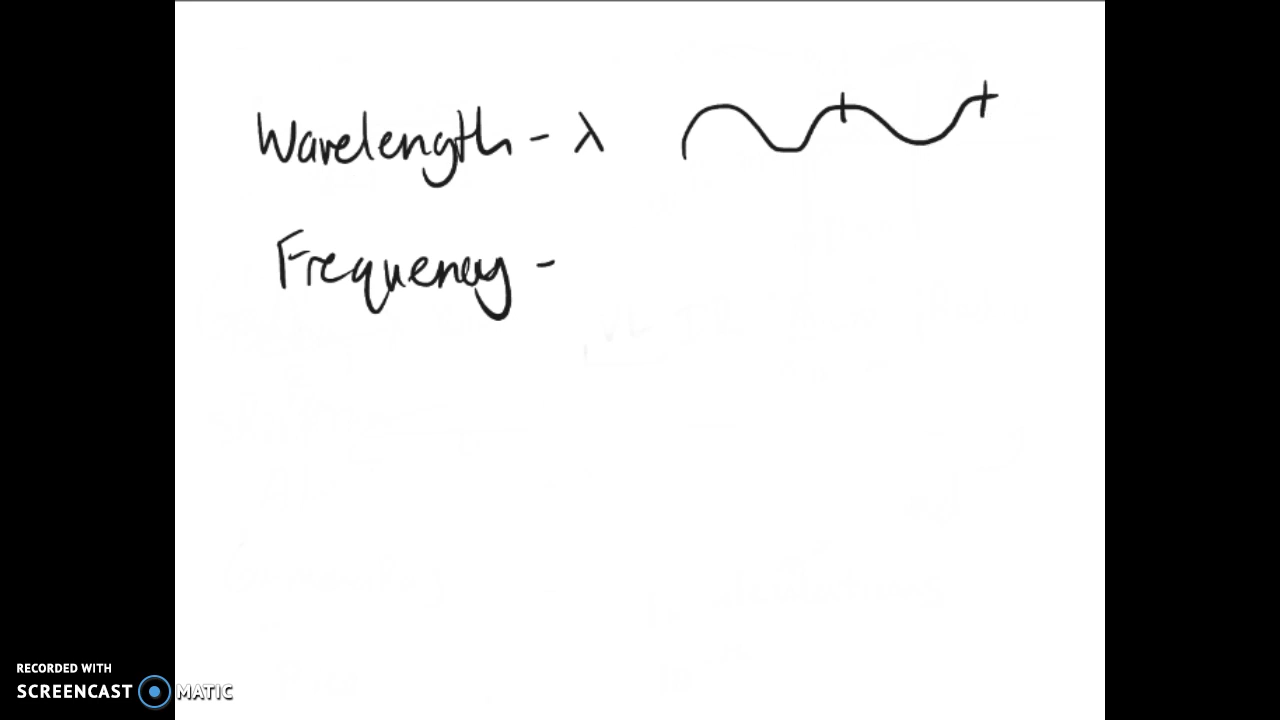 Wavelength - λ
Frequency -
RECORDED WITH
SCREENCAST MATIC